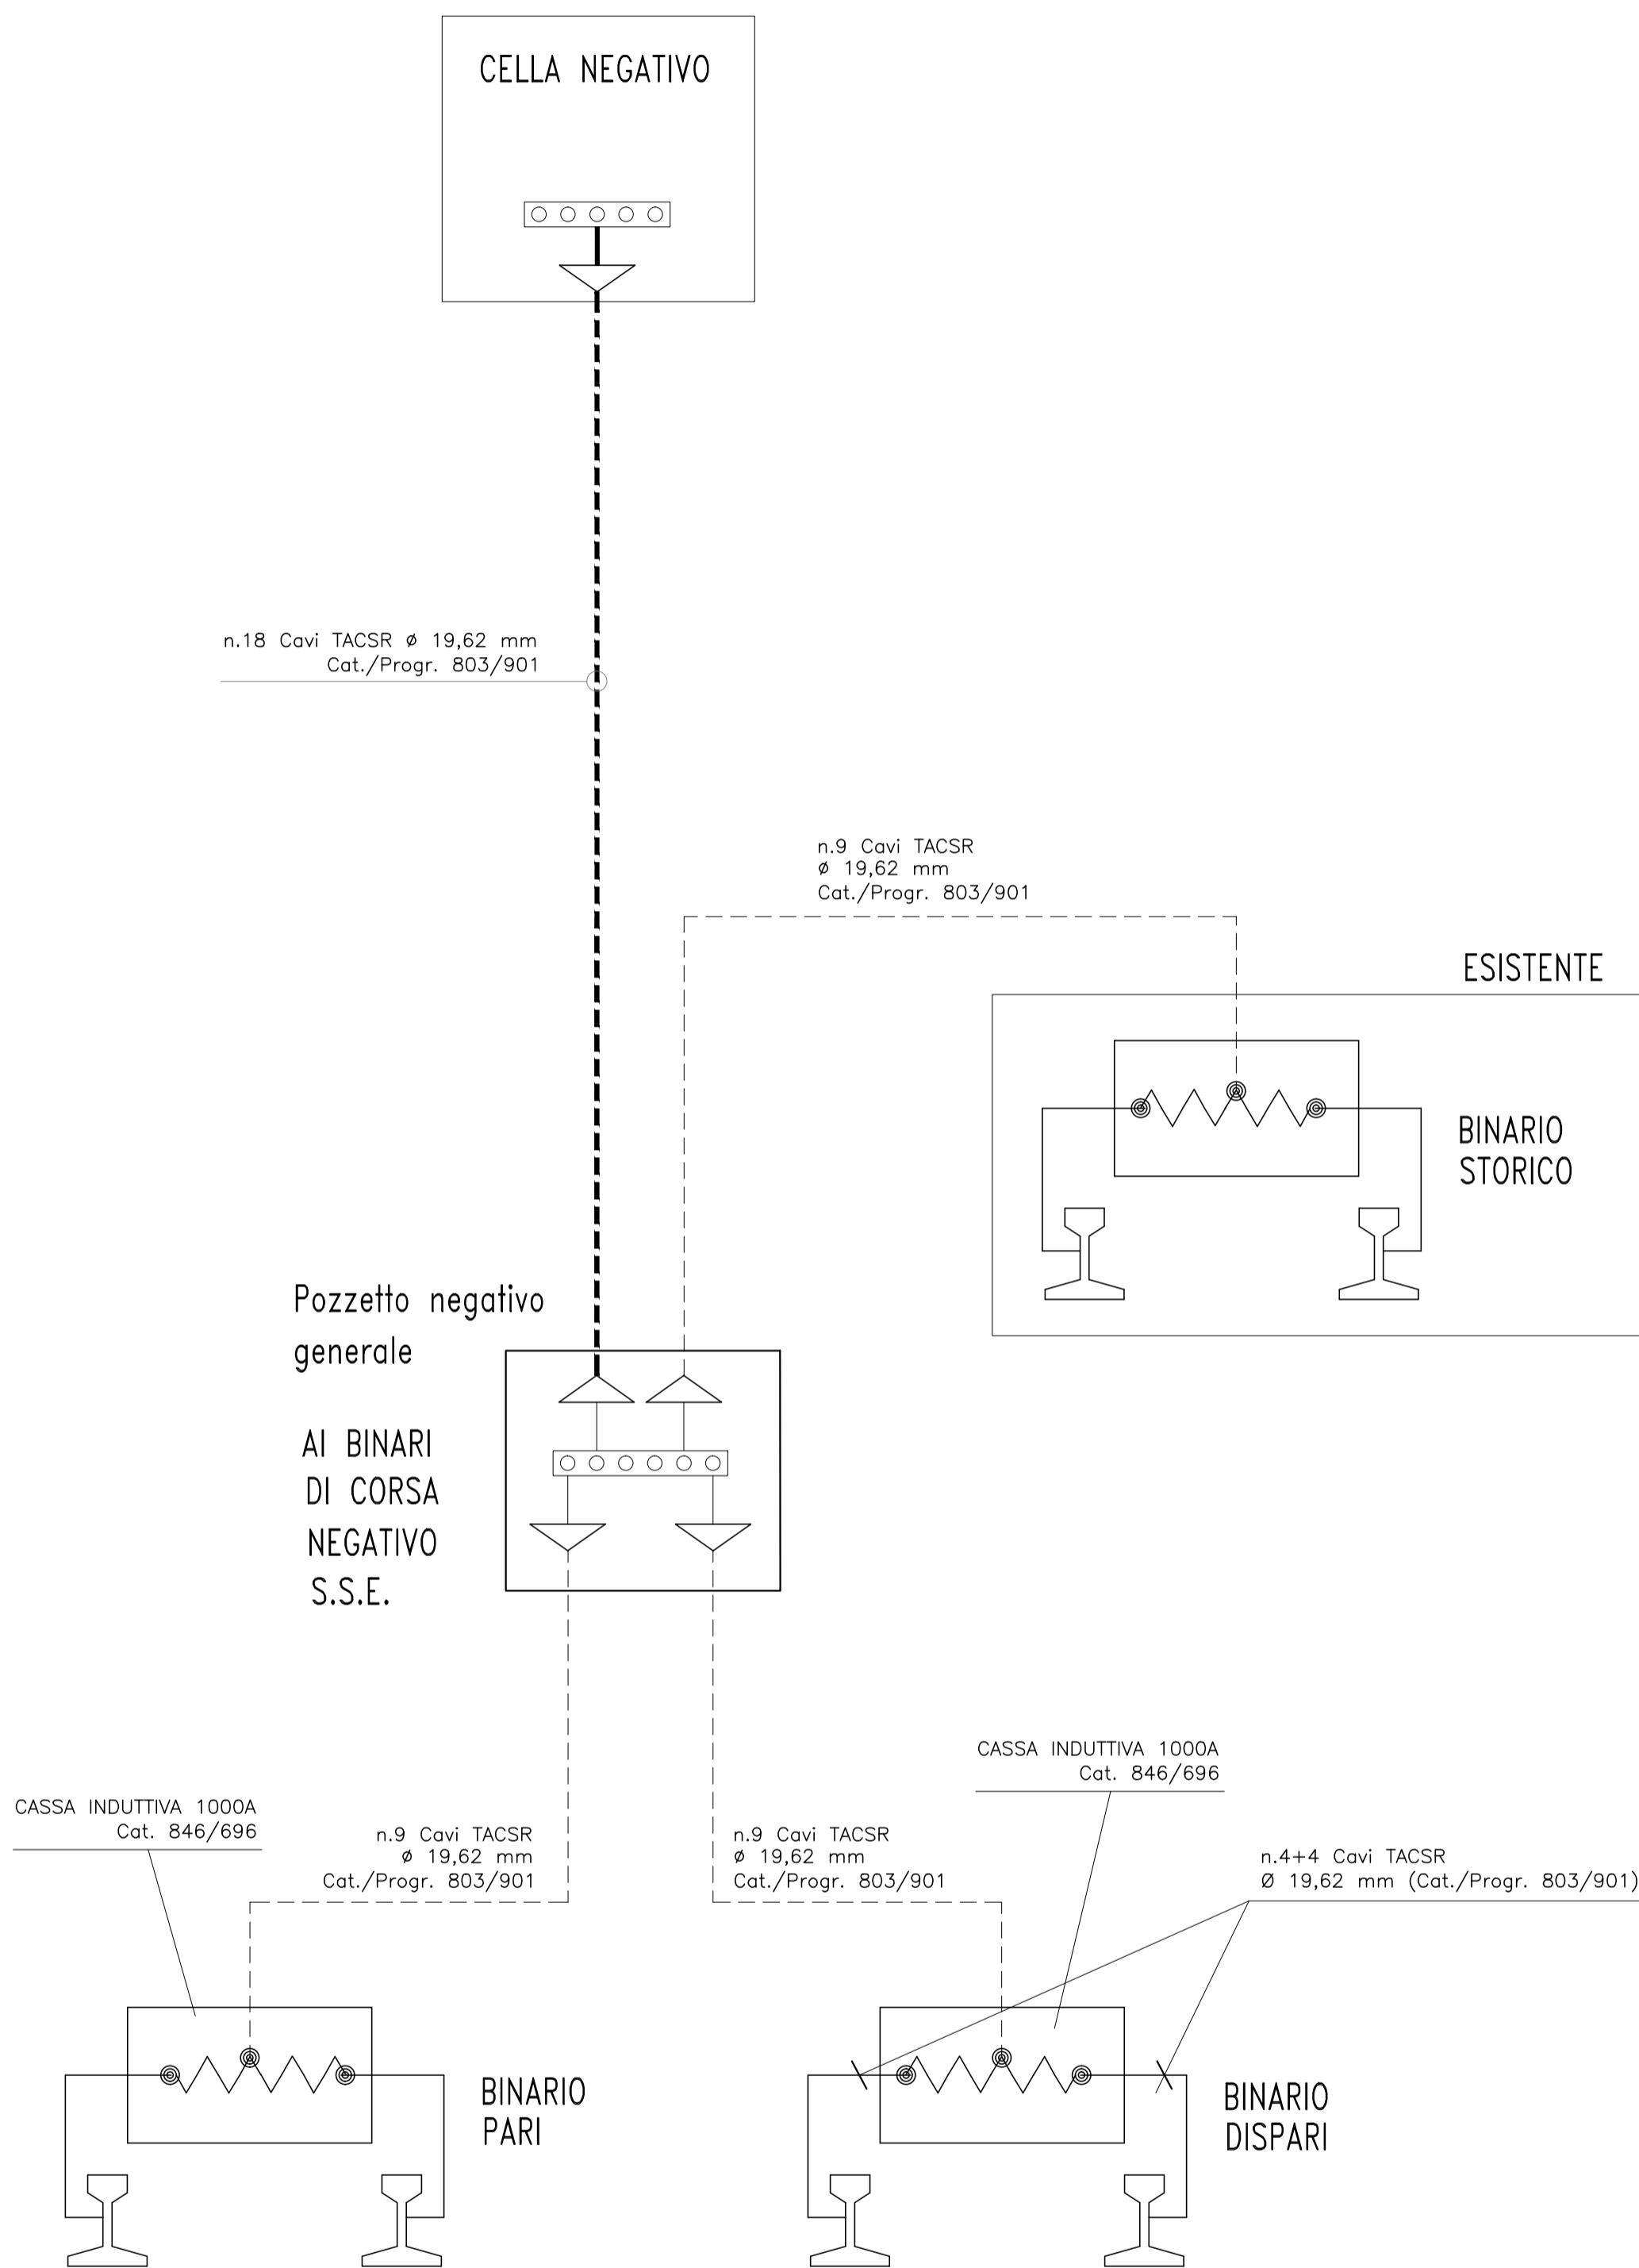 CELLA NEGATIVO
n.18 Cavi TACSR ø 19,62 mm
Cat./Progr. 803/901
n.9 Cavi TACSR
ø 19,62 mm
Cat./Progr. 803/901
ESISTENTE
BINARIO
STORICO
Pozzetto negativo
generale
AI BINARI
DI CORSA
NEGATIVO
S.S.E.
CASSA INDUTTIVA 1000A
Cat. 846/696
CASSA INDUTTIVA 1000A
Cat. 846/696
n.9 Cavi TACSR
ø 19,62 mm
Cat./Progr. 803/901
n.9 Cavi TACSR
ø 19,62 mm
Cat./Progr. 803/901
n.4+4 Cavi TACSR
Ø 19,62 mm (Cat./Progr. 803/901)
BINARIO
PARI
BINARIO
DISPARI